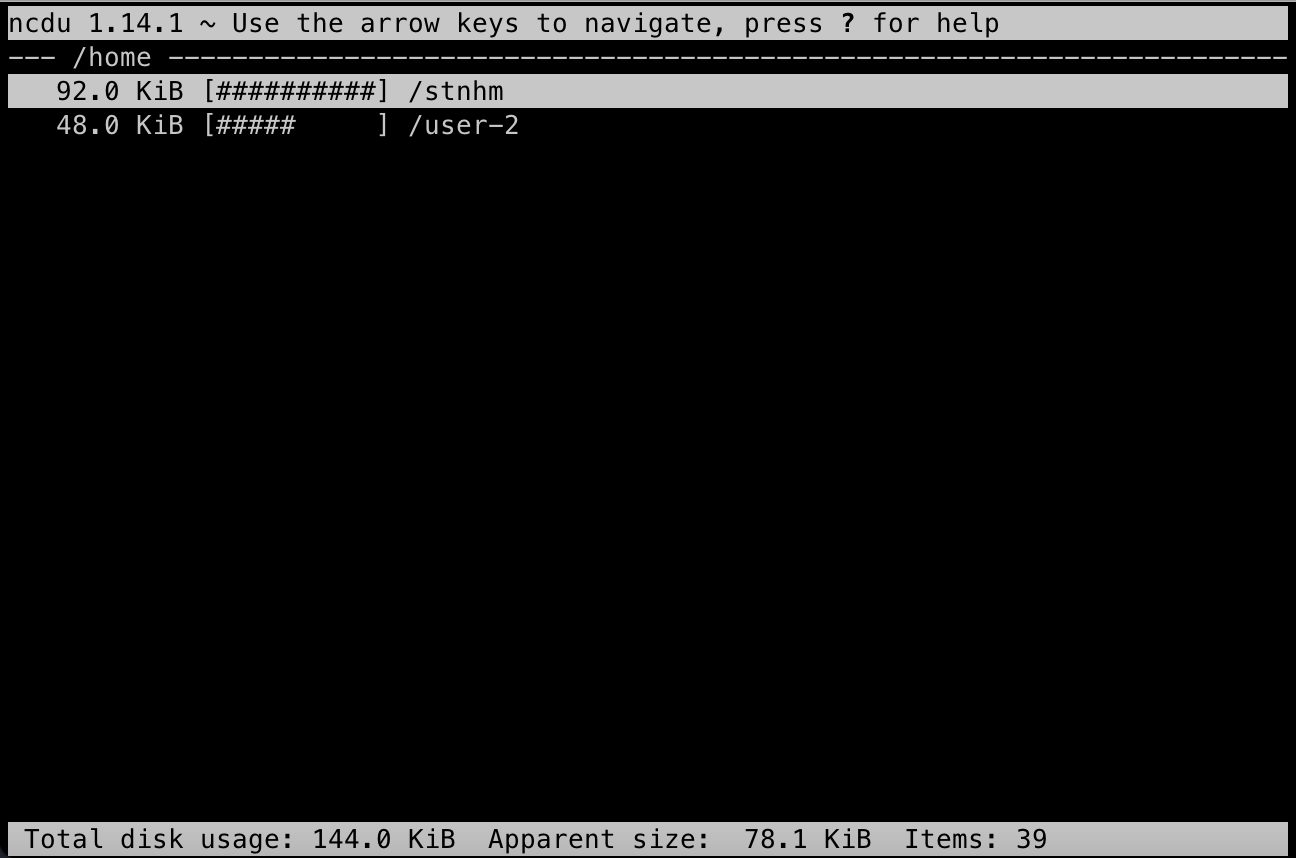 ncdu 1.14.1 ~ Use the arrow keys to navigate, press ? for help
--- /home ----------------------------------------------------------------------
   92.0 KiB [##########] /stnhm
   48.0 KiB [#####     ] /user-2
 Total disk usage: 144.0 KiB  Apparent size:  78.1 KiB  Items: 39